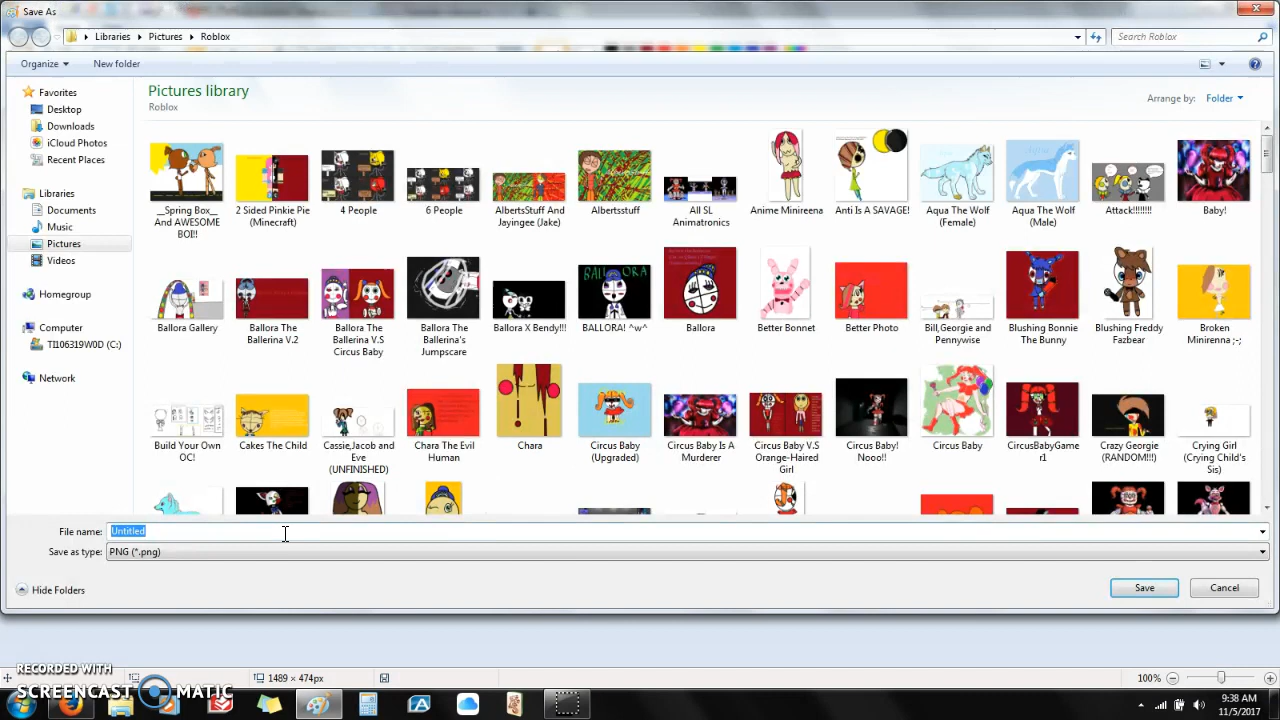 Save As
Libraries
Pictures
Roblox
Search Roblox
Organize
New folder
Favorites
Desktop
Downloads
iCloud Photos
Recent Places
Libraries
Documents
Music
Pictures
Videos
Homegroup
Computer
TI106319W0D (C:)
Network
Pictures library
Roblox
Arrange by:
Folder
__Spring Box__
And AWESOME
BOI!!
2 Sided Pinkie Pie
(Minecraft)
4 People
6 People
AlbertsStuff And
Jayingee (Jake)
Albertsstuff
All SL
Animatronics
Anime Minireena
Anti Is A SAVAGE!
Aqua The Wolf
(Female)
Aqua The Wolf
(Male)
Attack!!!!!!!!
Baby!
Ballora Gallery
Ballora The
Ballerina V.2
Ballora The
Ballerina V.S
Circus Baby
Ballora The
Ballerina's
Jumpscare
Ballora X Bendy!!!
BALLORA
BALLORA! ^w^
Ballora
Better Bonnet
Better Photo
Bill,Georgie and
Pennywise
Blushing Bonnie
The Bunny
Blushing Freddy
Fazbear
Broken
Minirenna ;-;
Build Your Own
OC!
Cakes The Child
Cassie,Jacob and
Eve
(UNFINISHED)
Chara The Evil
Human
Chara
Circus Baby
(Upgraded)
Circus Baby Is A
Murderer
Circus Baby V.S
Orange-Haired
Girl
Circus Baby!
Nooo!!
Circus Baby
CircusBabyGame
r1
Crazy Georgie
(RANDOM!!!)
Crying Girl
(Crying Child's
Sis)
File name:
Untitled
Save as type:
PNG (*.png)
Hide Folders
Save
Cancel
1489 × 474px
100%
RECORDED WITH
SCREENCAST MATIC
9:38 AM
11/5/2017